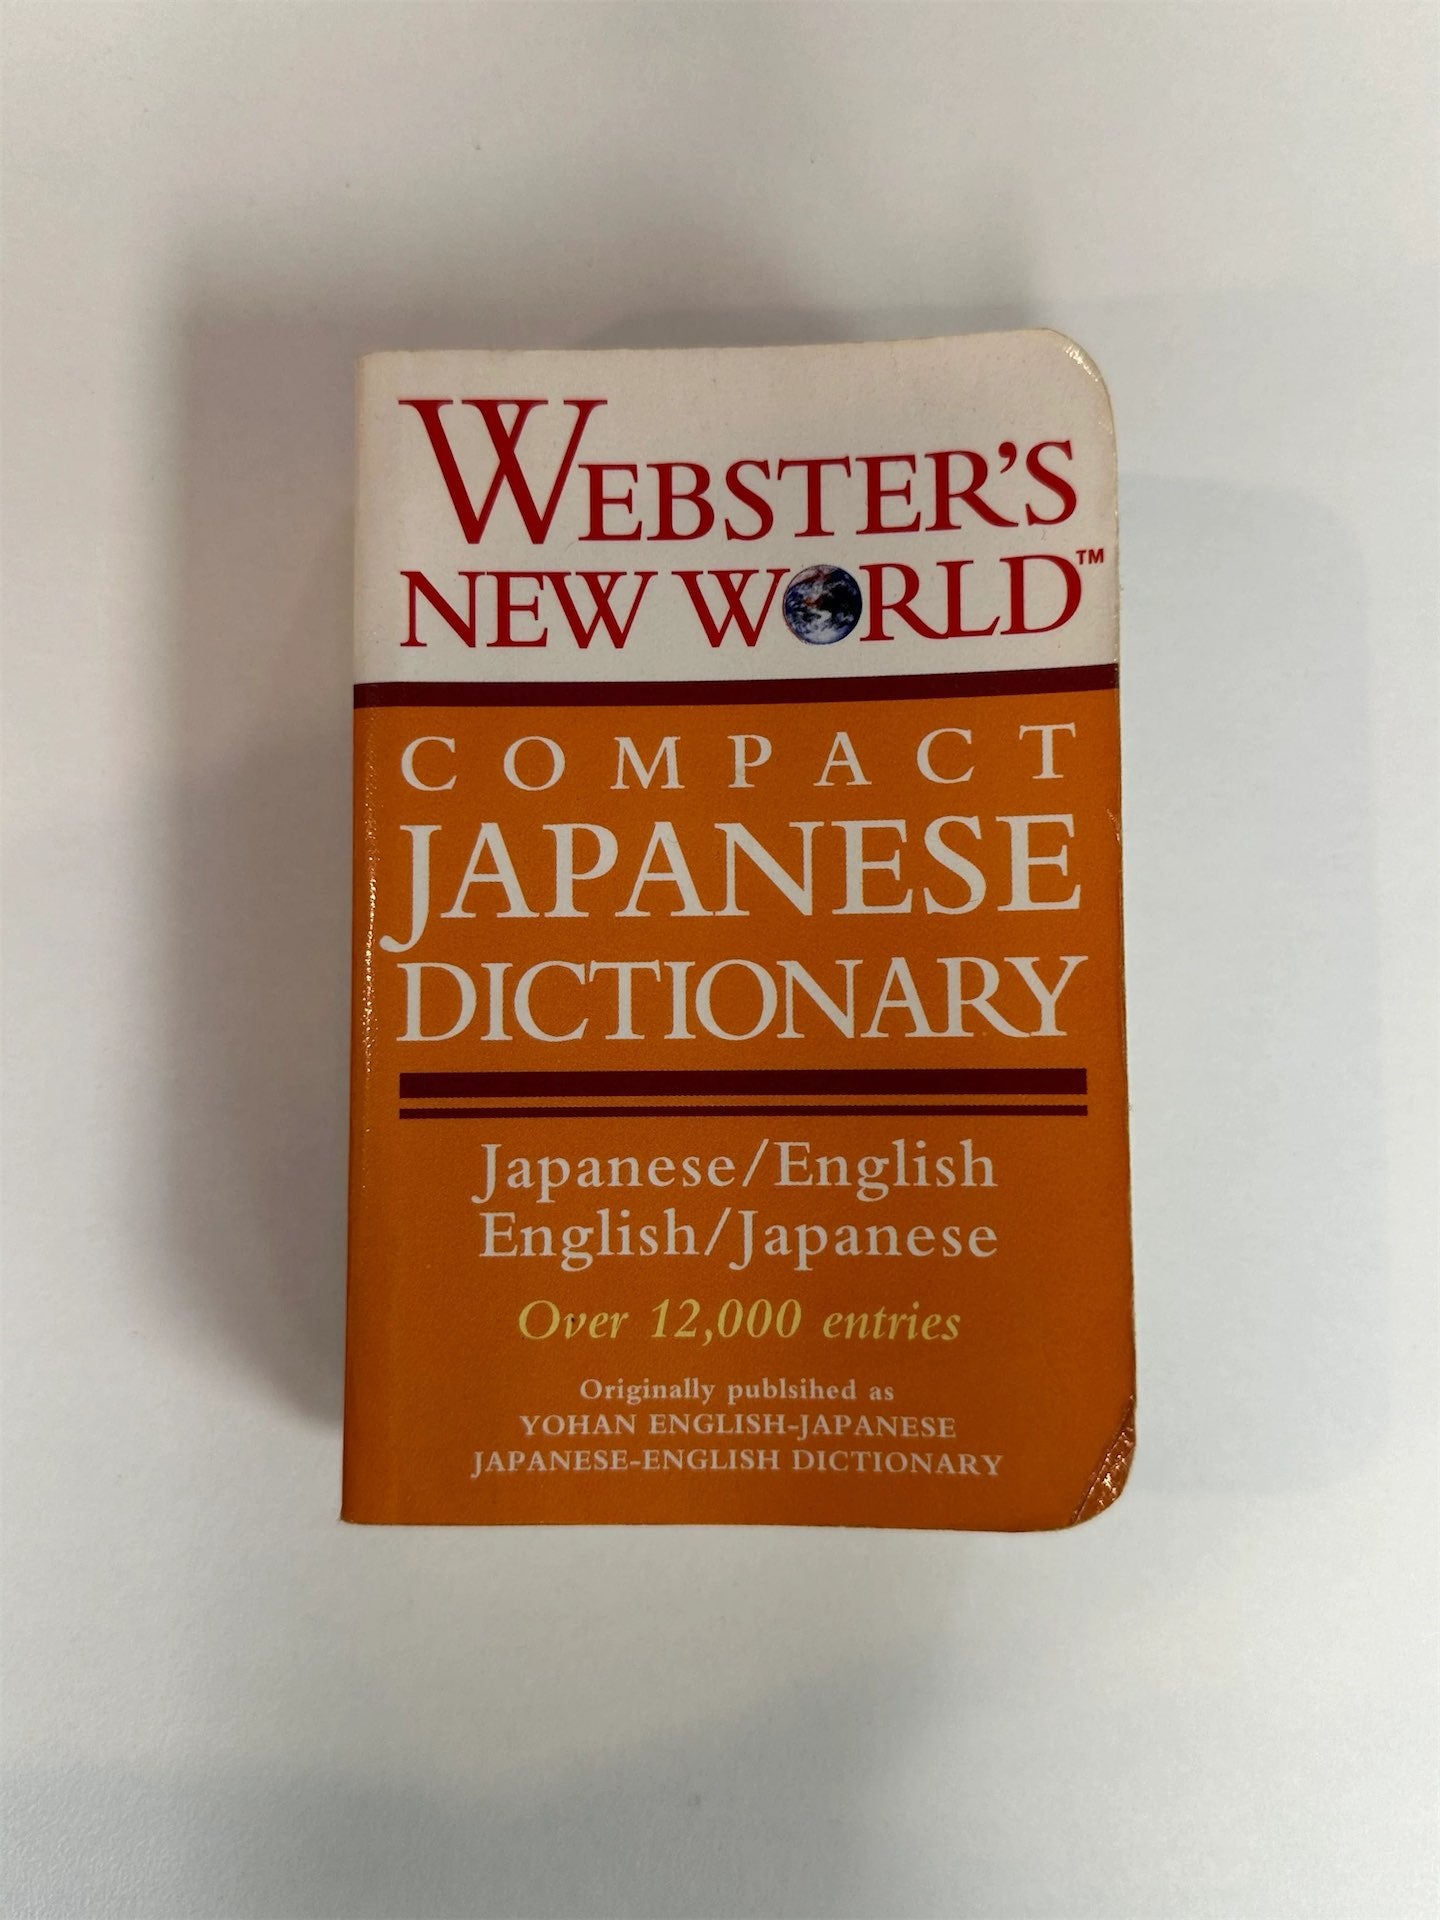 WEBSTER'S
NEW WORLD™
COMPACT
JAPANESE
DICTIONARY
Japanese/English
English/Japanese
Over 12,000 entries
Originally publsihed as
YOHAN ENGLISH-JAPANESE
JAPANESE-ENGLISH DICTIONARY